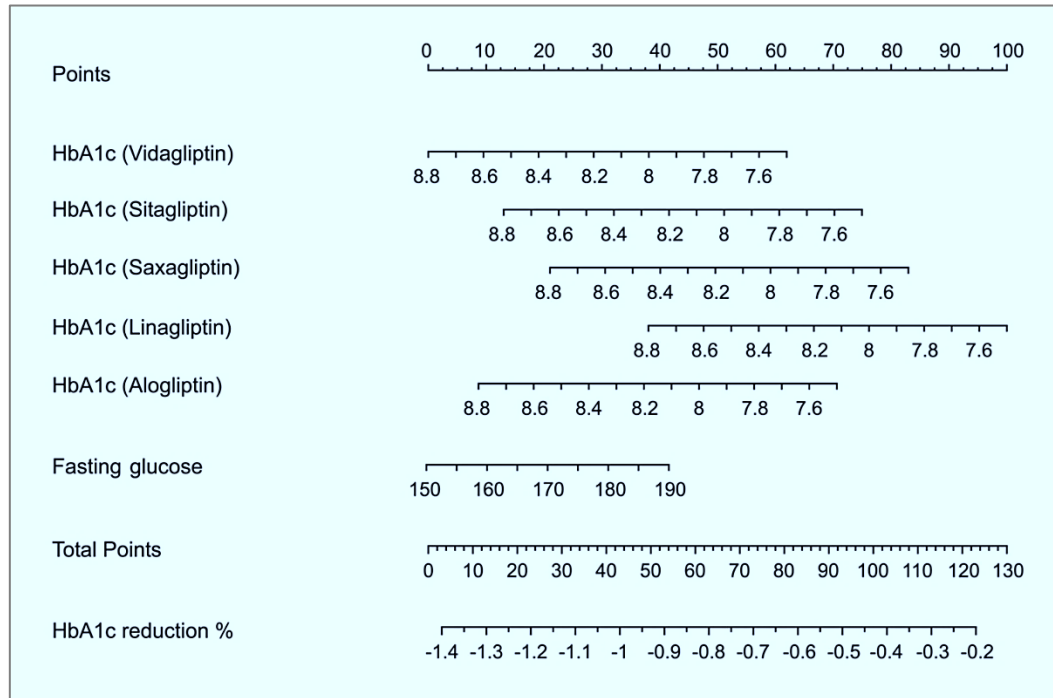 0 10 20 30 40 50 60 70 80 90 100
Points
HbA1c (Vidagliptin)
8.8 8.6 8.4 8.2 8 7.8 7.6
HbA1c (Sitagliptin)
8.8 8.6 8.4 8.2 8 7.8 7.6
HbA1c (Saxagliptin)
8.8 8.6 8.4 8.2 8 7.8 7.6
HbA1c (Linagliptin)
8.8 8.6 8.4 8.2 8 7.8 7.6
HbA1c (Alogliptin)
8.8 8.6 8.4 8.2 8 7.8 7.6
Fasting glucose
150 160 170 180 190
Total Points
0 10 20 30 40 50 60 70 80 90 100 110 120 130
HbA1c reduction %
-1.4 -1.3 -1.2 -1.1 -1 -0.9 -0.8 -0.7 -0.6 -0.5 -0.4 -0.3 -0.2